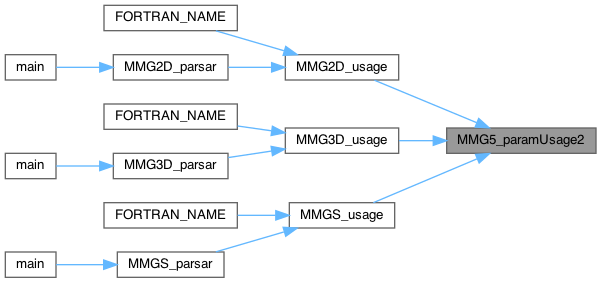 FORTRAN_NAME
main
MMG2D_parsar
MMG2D_usage
FORTRAN_NAME
MMG3D_usage
MMG5_paramUsage2
main
MMG3D_parsar
FORTRAN_NAME
MMGS_usage
main
MMGS_parsar